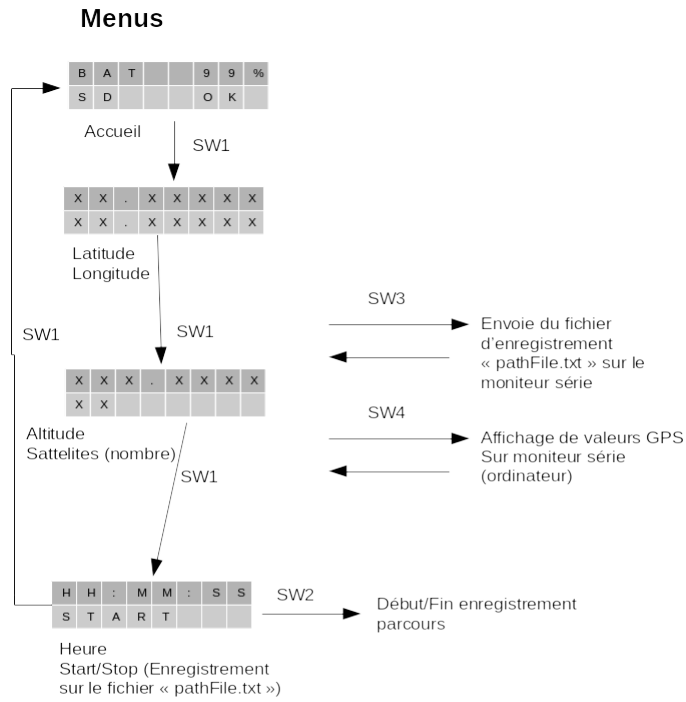 Menus
B A T 9 9 %
S D O K
Accueil
SW1
X X . X X X X X
X X . X X X X X
Latitude
Longitude
SW1
SW1
SW3
Envoie du fichier
d'enregistrement
« pathFile.txt » sur le
moniteur série
X X X . X X X X
X X
Altitude
Sattelites (nombre)
SW1
SW4
Affichage de valeurs GPS
Sur moniteur série
(ordinateur)
H H : M M : S S
S T A R T
SW2
Début/Fin enregistrement
parcours
Heure
Start/Stop (Enregistrement
sur le fichier « pathFile.txt »)